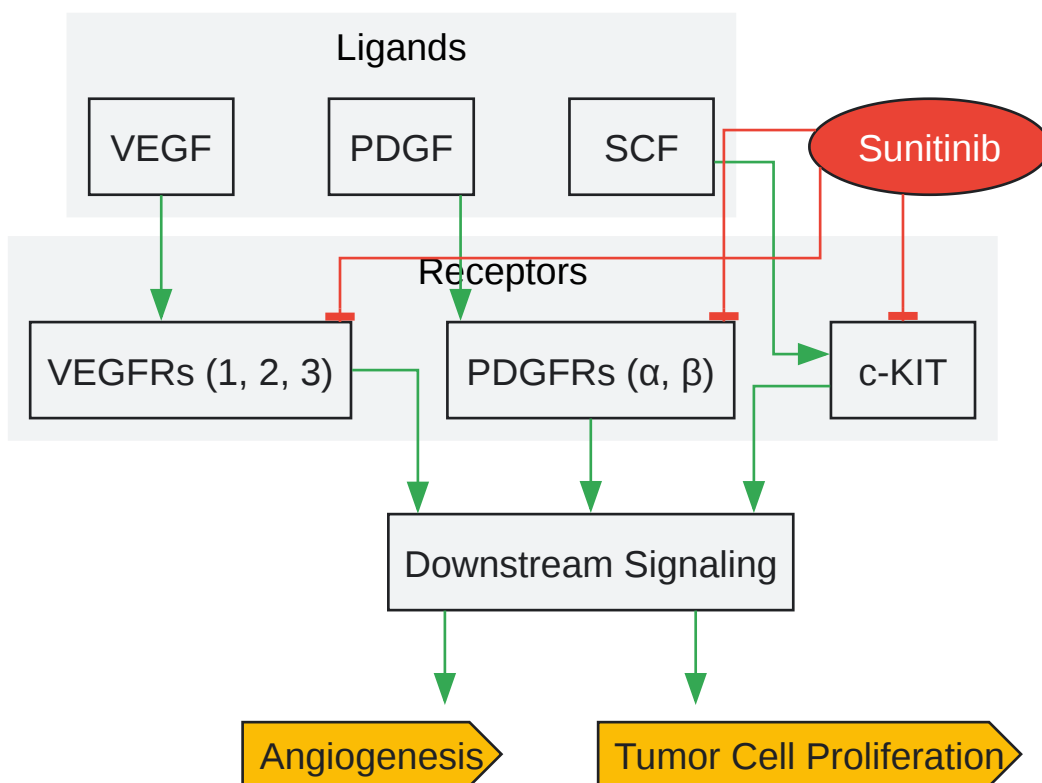 Ligands
VEGF
PDGF
SCF
Sunitinib
Receptors
VEGFRs (1, 2, 3)
PDGFRs (α, β)
c-KIT
Downstream Signaling
Angiogenesis
Tumor Cell Proliferation